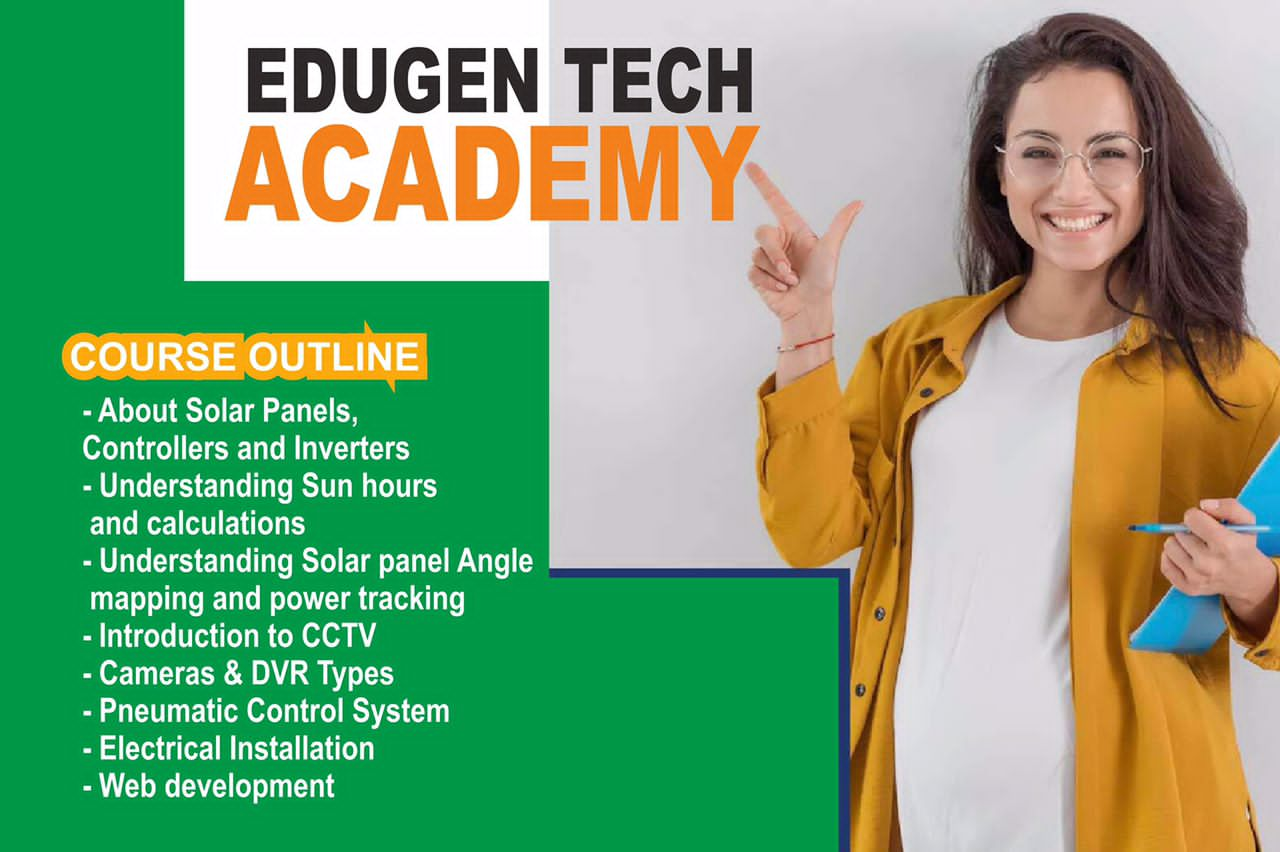 EDUGEN TECH
ACADEMY
COURSE OUTLINE
- About Solar Panels,
Controllers and Inverters
- Understanding Sun hours
and calculations
- Understanding Solar panel Angle
mapping and power tracking
- Introduction to CCTV
- Cameras & DVR Types
- Pneumatic Control System
- Electrical Installation
- Web development